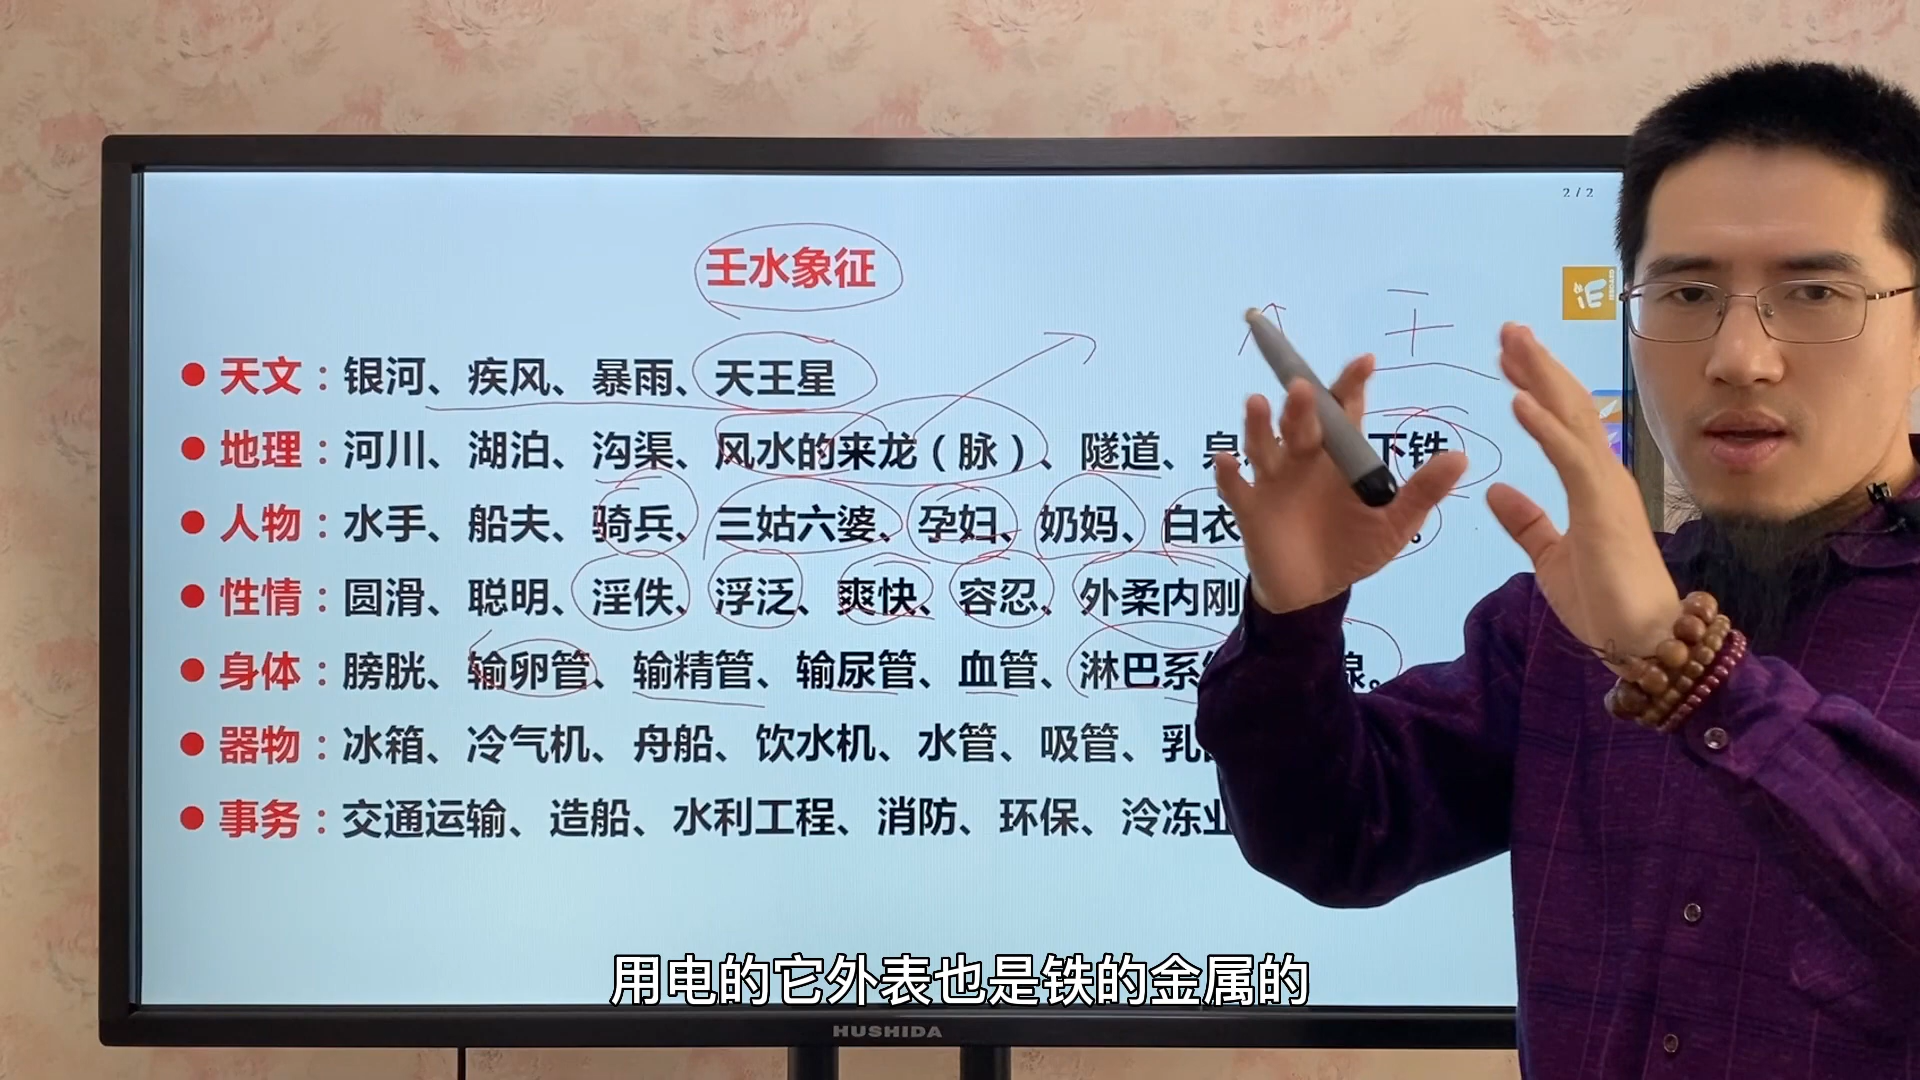 2 / 2
壬水象征
天文：银河、疾风、暴雨、天王星
地理：河川、湖泊、沟渠、风水的来龙（脉）、隧道、泉 下铁
人物：水手、船夫、骑兵、三姑六婆、孕妇、奶妈、白衣 。
性情：圆滑、聪明、淫佚、浮泛、爽快、容忍、外柔内刚
身体：膀胱、输卵管、输精管、输尿管、血管、淋巴系 腺。
器物：冰箱、冷气机、舟船、饮水机、水管、吸管、乳
事务：交通运输、造船、水利工程、消防、环保、泠冻业
用电的它外表也是铁的金属的
HUSHIDA